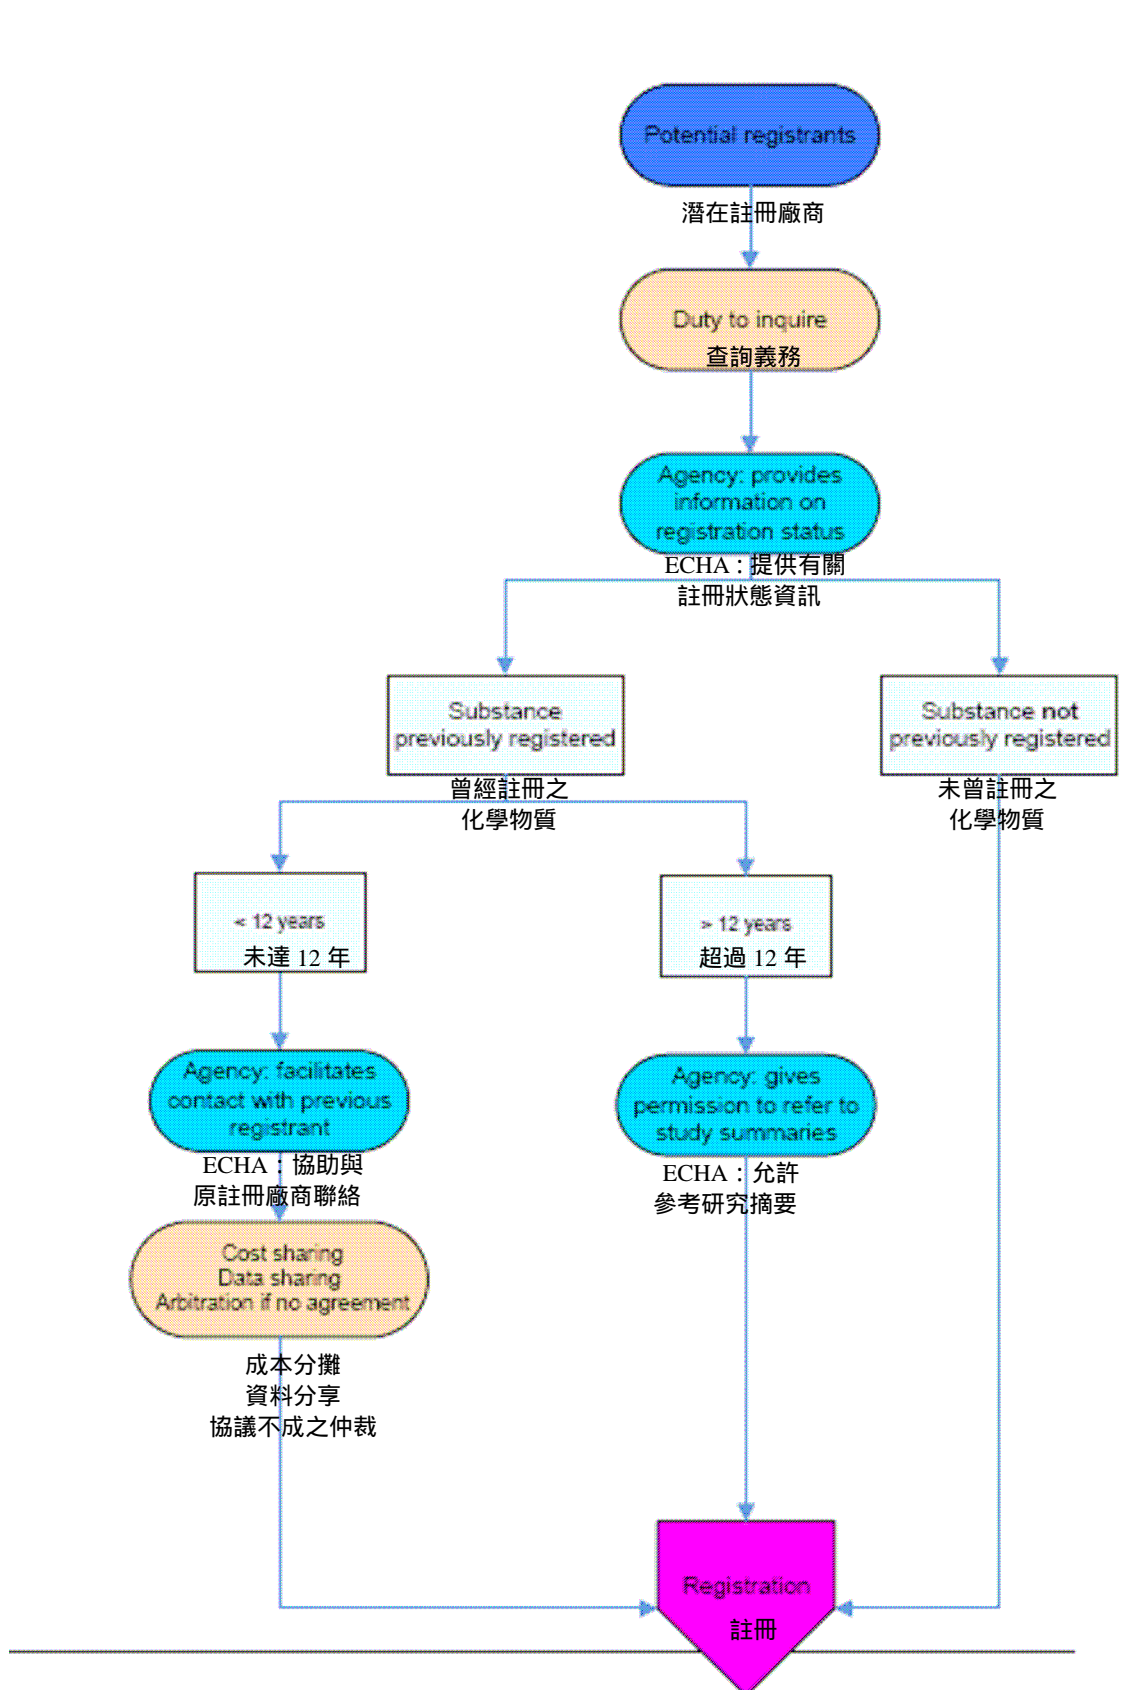 Potential registrants
潛在註冊廠商
Duty to inquire
查詢義務
Agency: provides
information on
registration status
ECHA：提供有關
註冊狀態資訊
Substance
previously registered
曾經註冊之
化學物質
Substance not
previously registered
未曾註冊之
化學物質
< 12 years
未達 12 年
> 12 years
超過 12 年
Agency: facilitates
contact with previous
registrant
ECHA：協助與
原註冊廠商聯絡
Agency: gives
permission to refer to
study summaries
ECHA：允許
參考研究摘要
Cost sharing
Data sharing
Arbitration if no agreement
成本分攤
資料分享
協議不成之仲裁
Registration
註冊